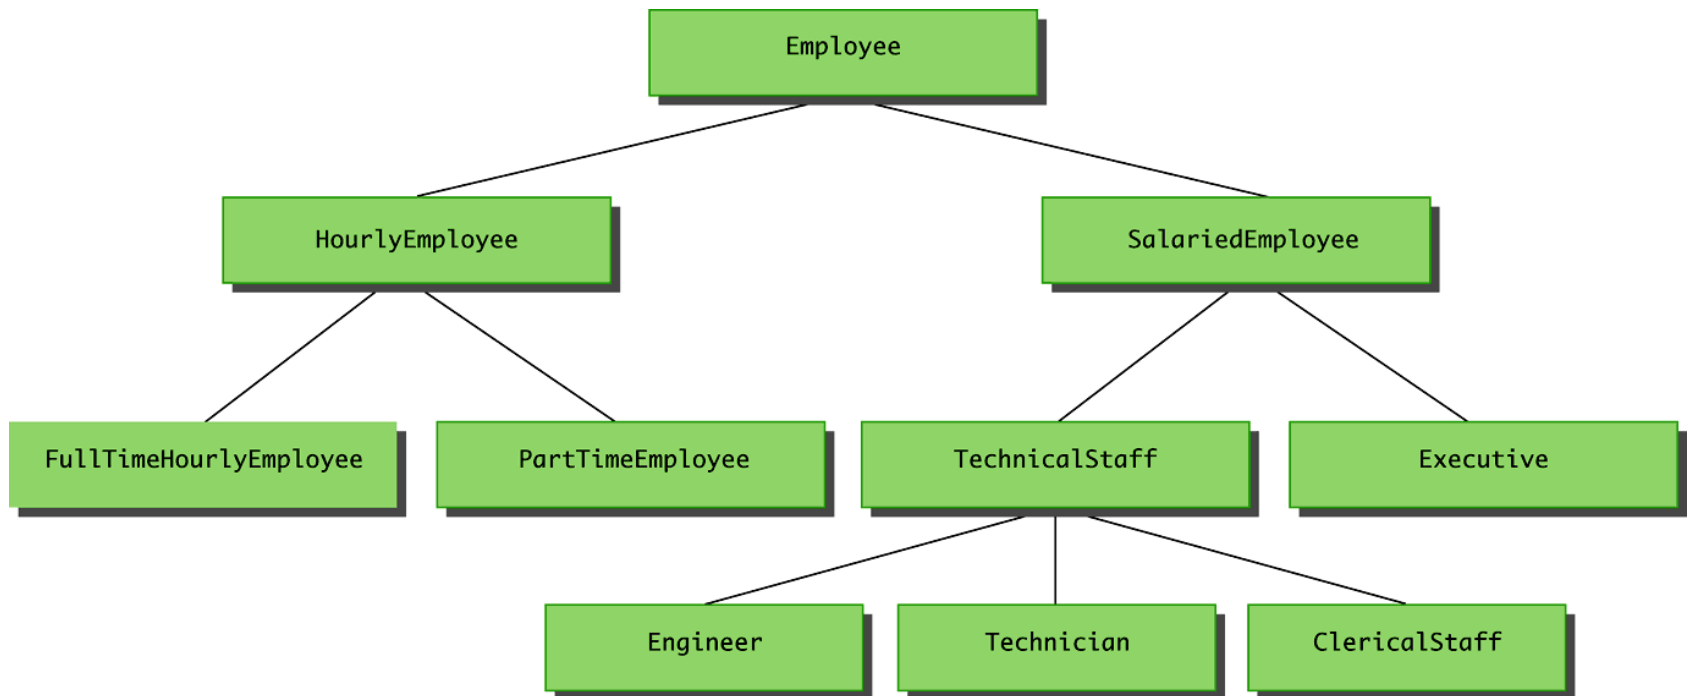 Employee
HourlyEmployee
SalariedEmployee
FullTimeHourlyEmployee
PartTimeEmployee
TechnicalStaff
Executive
Engineer
Technician
ClericalStaff